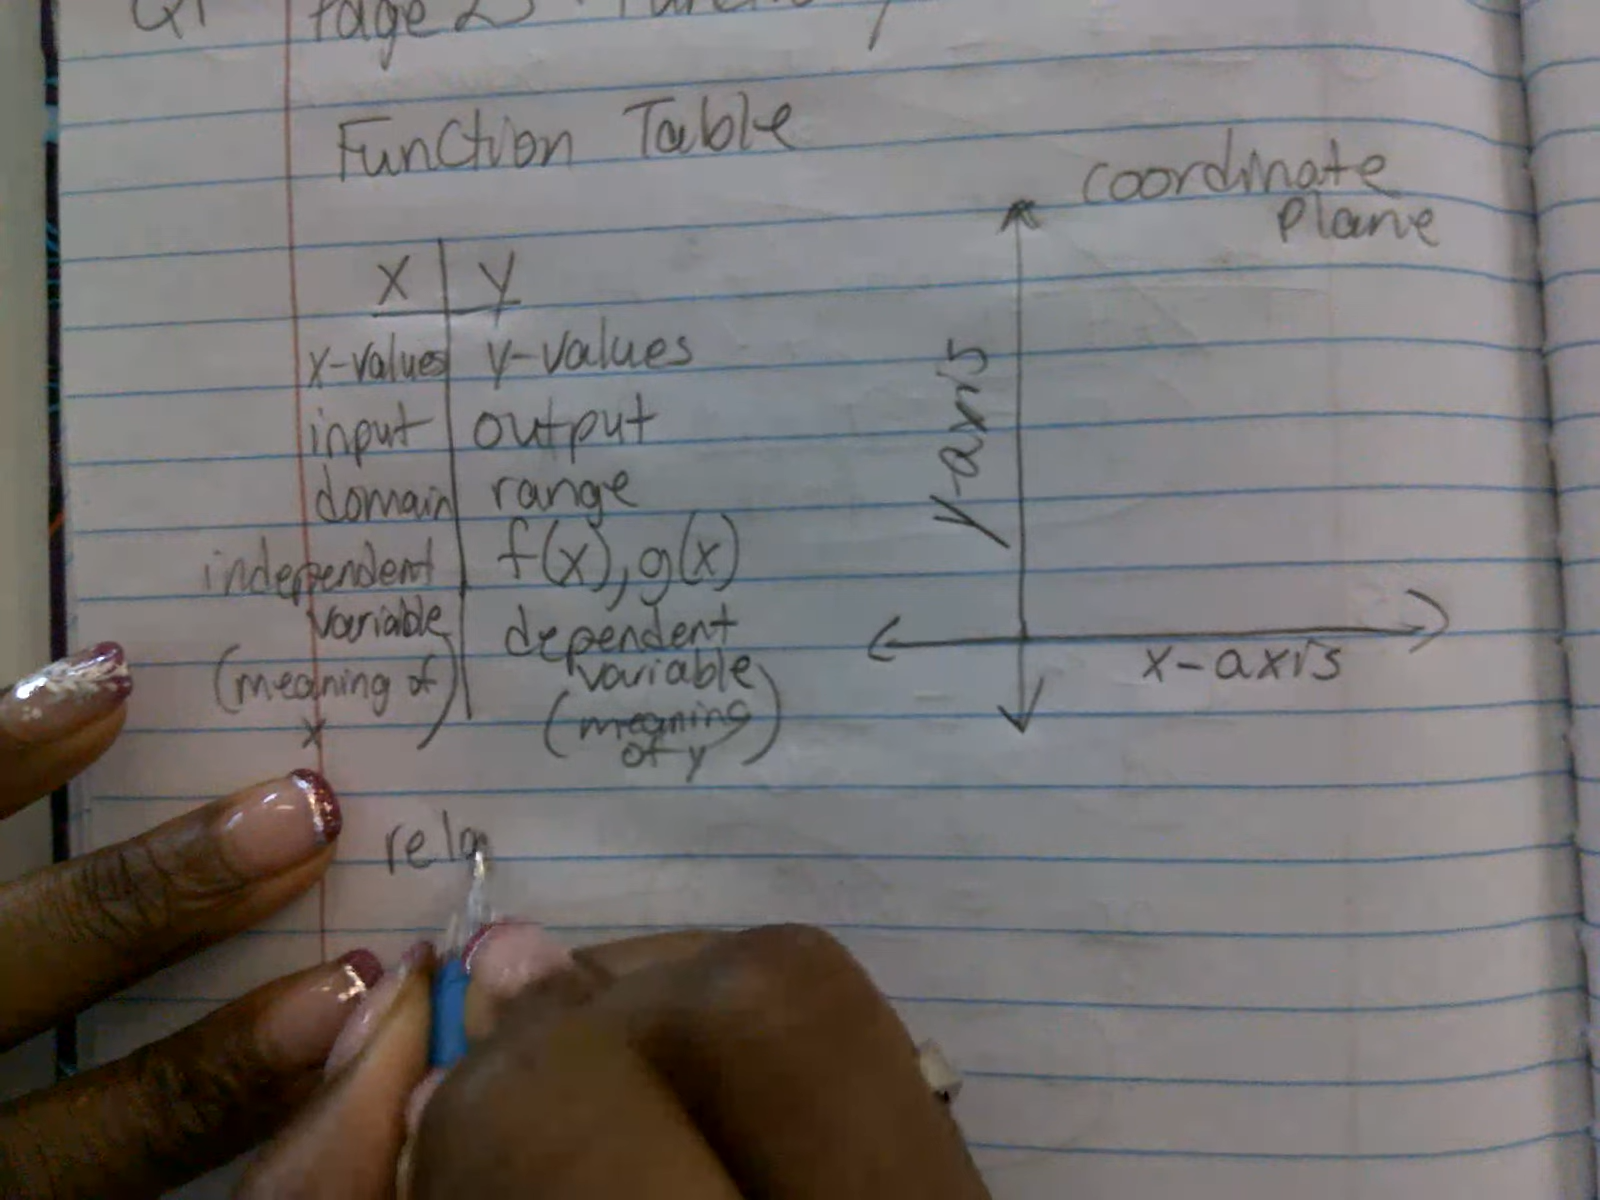 Page
Function Table
coordinate
Plane
X Y
x-values y-values
input output
domain range
independent f(x), g(x)
variable dependent
variable
(meaning of (meaning
x) of y)
y-axis
x-axis
rela